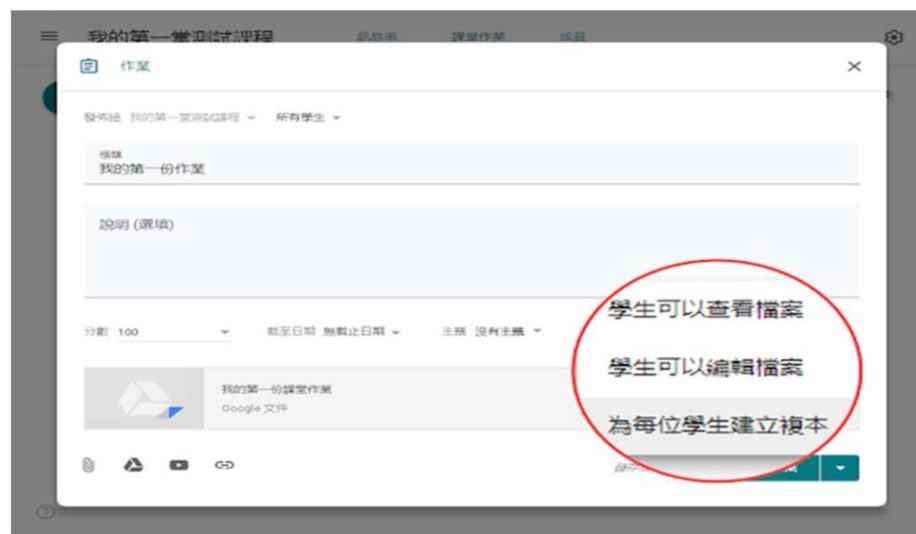 我的第一堂測試課程 訊息串 課堂作業 成員
作業
發佈給 我的第一堂測試課程 所有學生
標題
我的第一份作業
說明 (選填)
分數 100 截至日期 無截止日期 主題 沒有主題
學生可以查看檔案
學生可以編輯檔案
為每位學生建立複本
我的第一份課堂作業
Google 文件